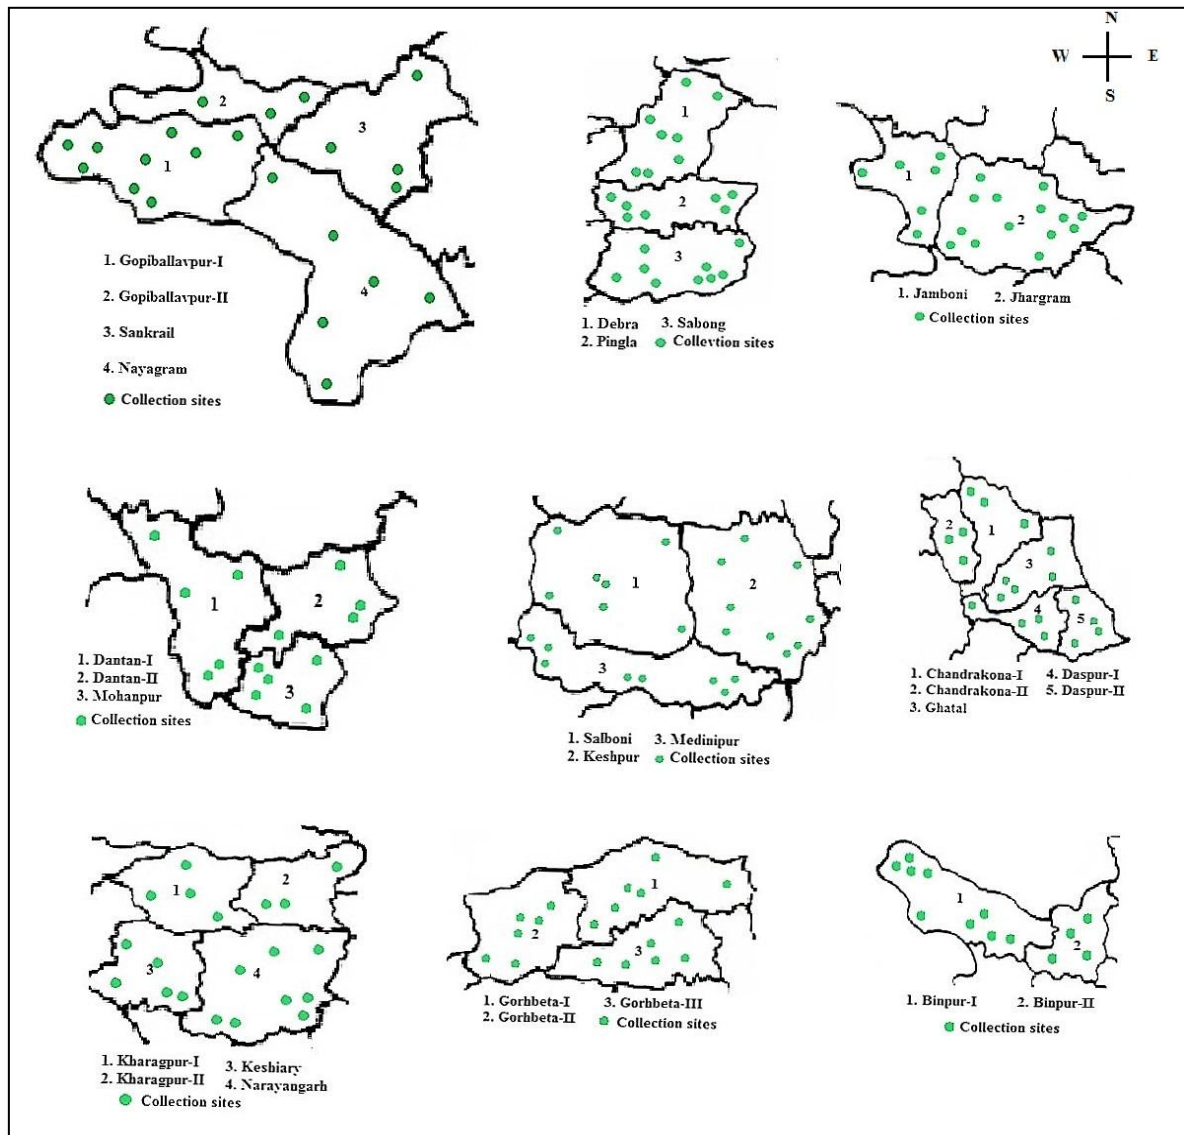 N
W E
S
2
3
1
4
1. Gopiballavpur-I
2. Gopiballavpur-II
3. Sankrail
4. Nayagram
Collection sites
1
2
3
1. Debra 3. Sabong
2. Pingla Collevtion sites
1
2
1. Jamboni 2. Jhargram
Collection sites
1
2
3
1. Dantan-I
2. Dantan-II
3. Mohanpur
Collection sites
1
2
3
1. Salboni 3. Medinipur
2. Keshpur Collection sites
2
1
3
4
5
1. Chandrakona-I 4. Daspur-I
2. Chandrakona-II 5. Daspur-II
3. Ghatal
1
2
3
4
1. Kharagpur-I 3. Keshiary
2. Kharagpur-II 4. Narayangarh
Collection sites
1
2
3
1. Gorhbeta-I 3. Gorhbeta-III
2. Gorhbeta-II Collection sites
1
2
1. Binpur-I 2. Binpur-II
Collection sites